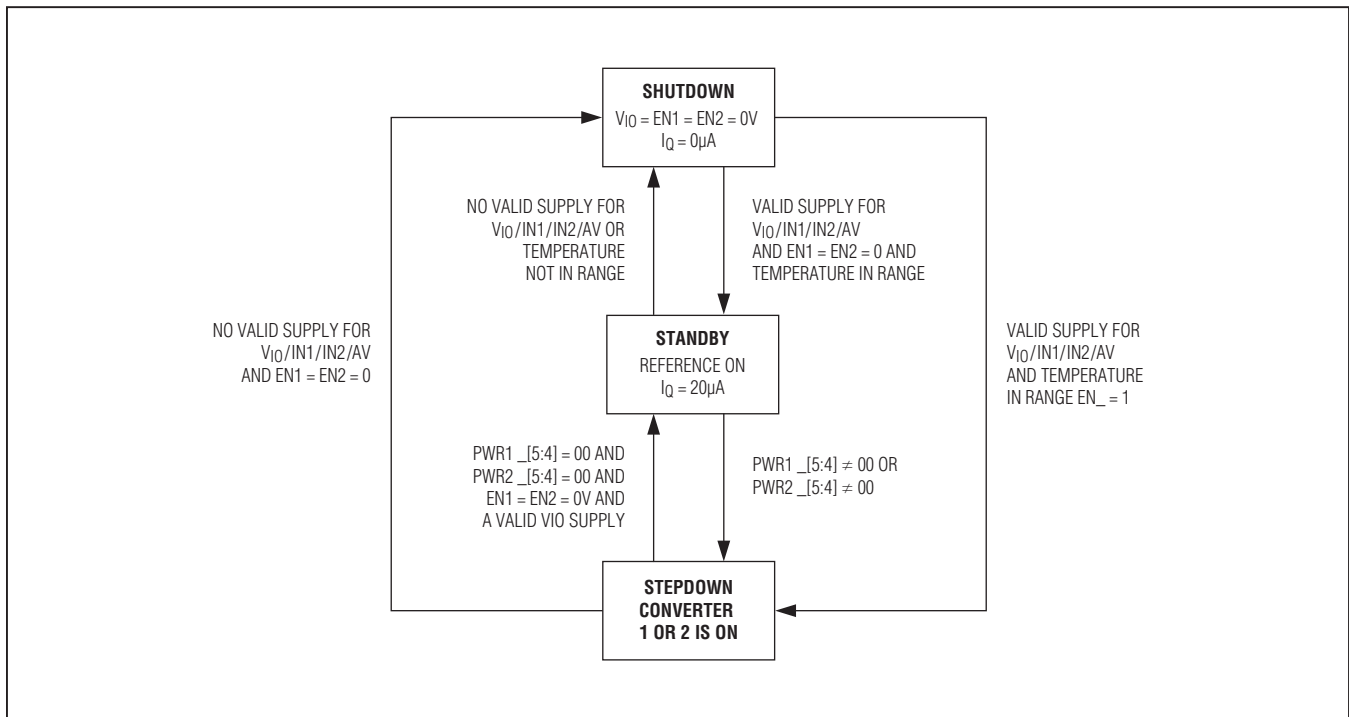 SHUTDOWN
V_IO = EN1 = EN2 = 0V
I_Q = 0µA
NO VALID SUPPLY FOR
V_IO/IN1/IN2/AV OR
TEMPERATURE
NOT IN RANGE
VALID SUPPLY FOR
V_IO/IN1/IN2/AV
AND EN1 = EN2 = 0 AND
TEMPERATURE IN RANGE
NO VALID SUPPLY FOR
V_IO/IN1/IN2/AV
AND EN1 = EN2 = 0
STANDBY
REFERENCE ON
I_Q = 20µA
VALID SUPPLY FOR
V_IO/IN1/IN2/AV
AND TEMPERATURE
IN RANGE EN_ = 1
PWR1 _[5:4] = 00 AND
PWR2 _[5:4] = 00 AND
EN1 = EN2 = 0V AND
A VALID VIO SUPPLY
PWR1 _[5:4] ≠ 00 OR
PWR2 _[5:4] ≠ 00
STEPDOWN
CONVERTER
1 OR 2 IS ON